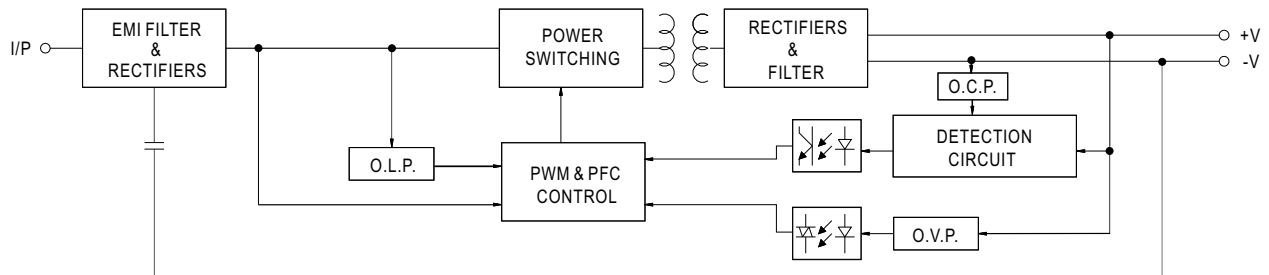 I/P
EMI FILTER
&
RECTIFIERS
POWER
SWITCHING
RECTIFIERS
&
FILTER
+V
-V
O.C.P.
DETECTION
CIRCUIT
O.L.P.
PWM & PFC
CONTROL
O.V.P.